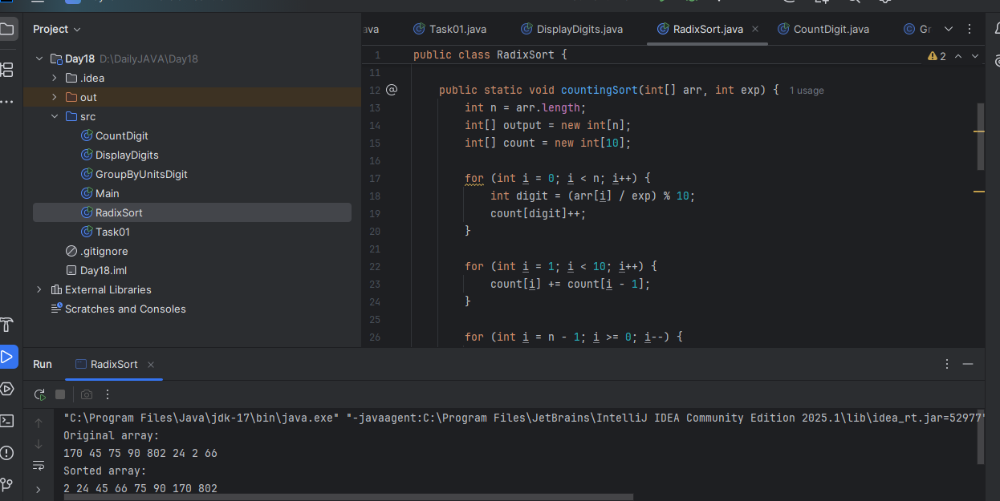 Project
ava
Task01.java
DisplayDigits.java
RadixSort.java
CountDigit.java
Gr
Day18 D:\DailyJAVA\Day18
.idea
out
src
CountDigit
DisplayDigits
GroupByUnitsDigit
Main
RadixSort
Task01
.gitignore
Day18.iml
External Libraries
Scratches and Consoles
1 public class RadixSort {
2
11
12 @ public static void countingSort(int[] arr, int exp) { 1 usage
13 int n = arr.length;
14 int[] output = new int[n];
15 int[] count = new int[10];
16
17 for (int i = 0; i < n; i++) {
18 int digit = (arr[i] / exp) % 10;
19 count[digit]++;
20 }
21
22 for (int i = 1; i < 10; i++) {
23 count[i] += count[i - 1];
24 }
25
26 for (int i = n - 1; i >= 0; i--) {
Run
RadixSort
"C:\Program Files\Java\jdk-17\bin\java.exe" "-javaagent:C:\Program Files\JetBrains\IntelliJ IDEA Community Edition 2025.1\lib\idea_rt.jar=52977"
Original array:
170 45 75 90 802 24 2 66
Sorted array:
2 24 45 66 75 90 170 802